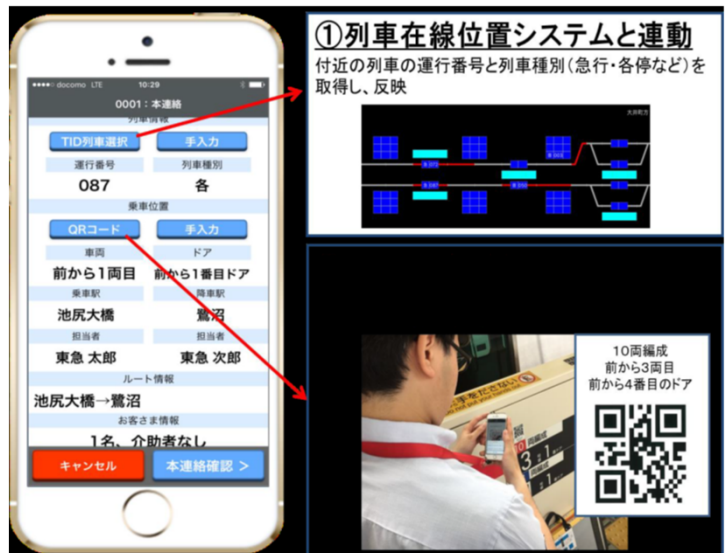 docomo LTE 10:29
0001：本連絡
列車情報
TID列車選択 手入力
運行番号 列車種別
087 各
乗車位置
QRコード 手入力
車両 ドア
前から1両目 前から1番目ドア
乗車駅 降車駅
池尻大橋 鷺沼
担当者 担当者
東急 太郎 東急 次郎
ルート情報
池尻大橋→鷺沼
お客さま情報
1名、介助者なし
キャンセル 本連絡確認 >
①列車在線位置システムと連動
付近の列車の運行番号と列車種別（急行・各停など）を
取得し、反映
10両編成
前から3両目
前から4番目のドア